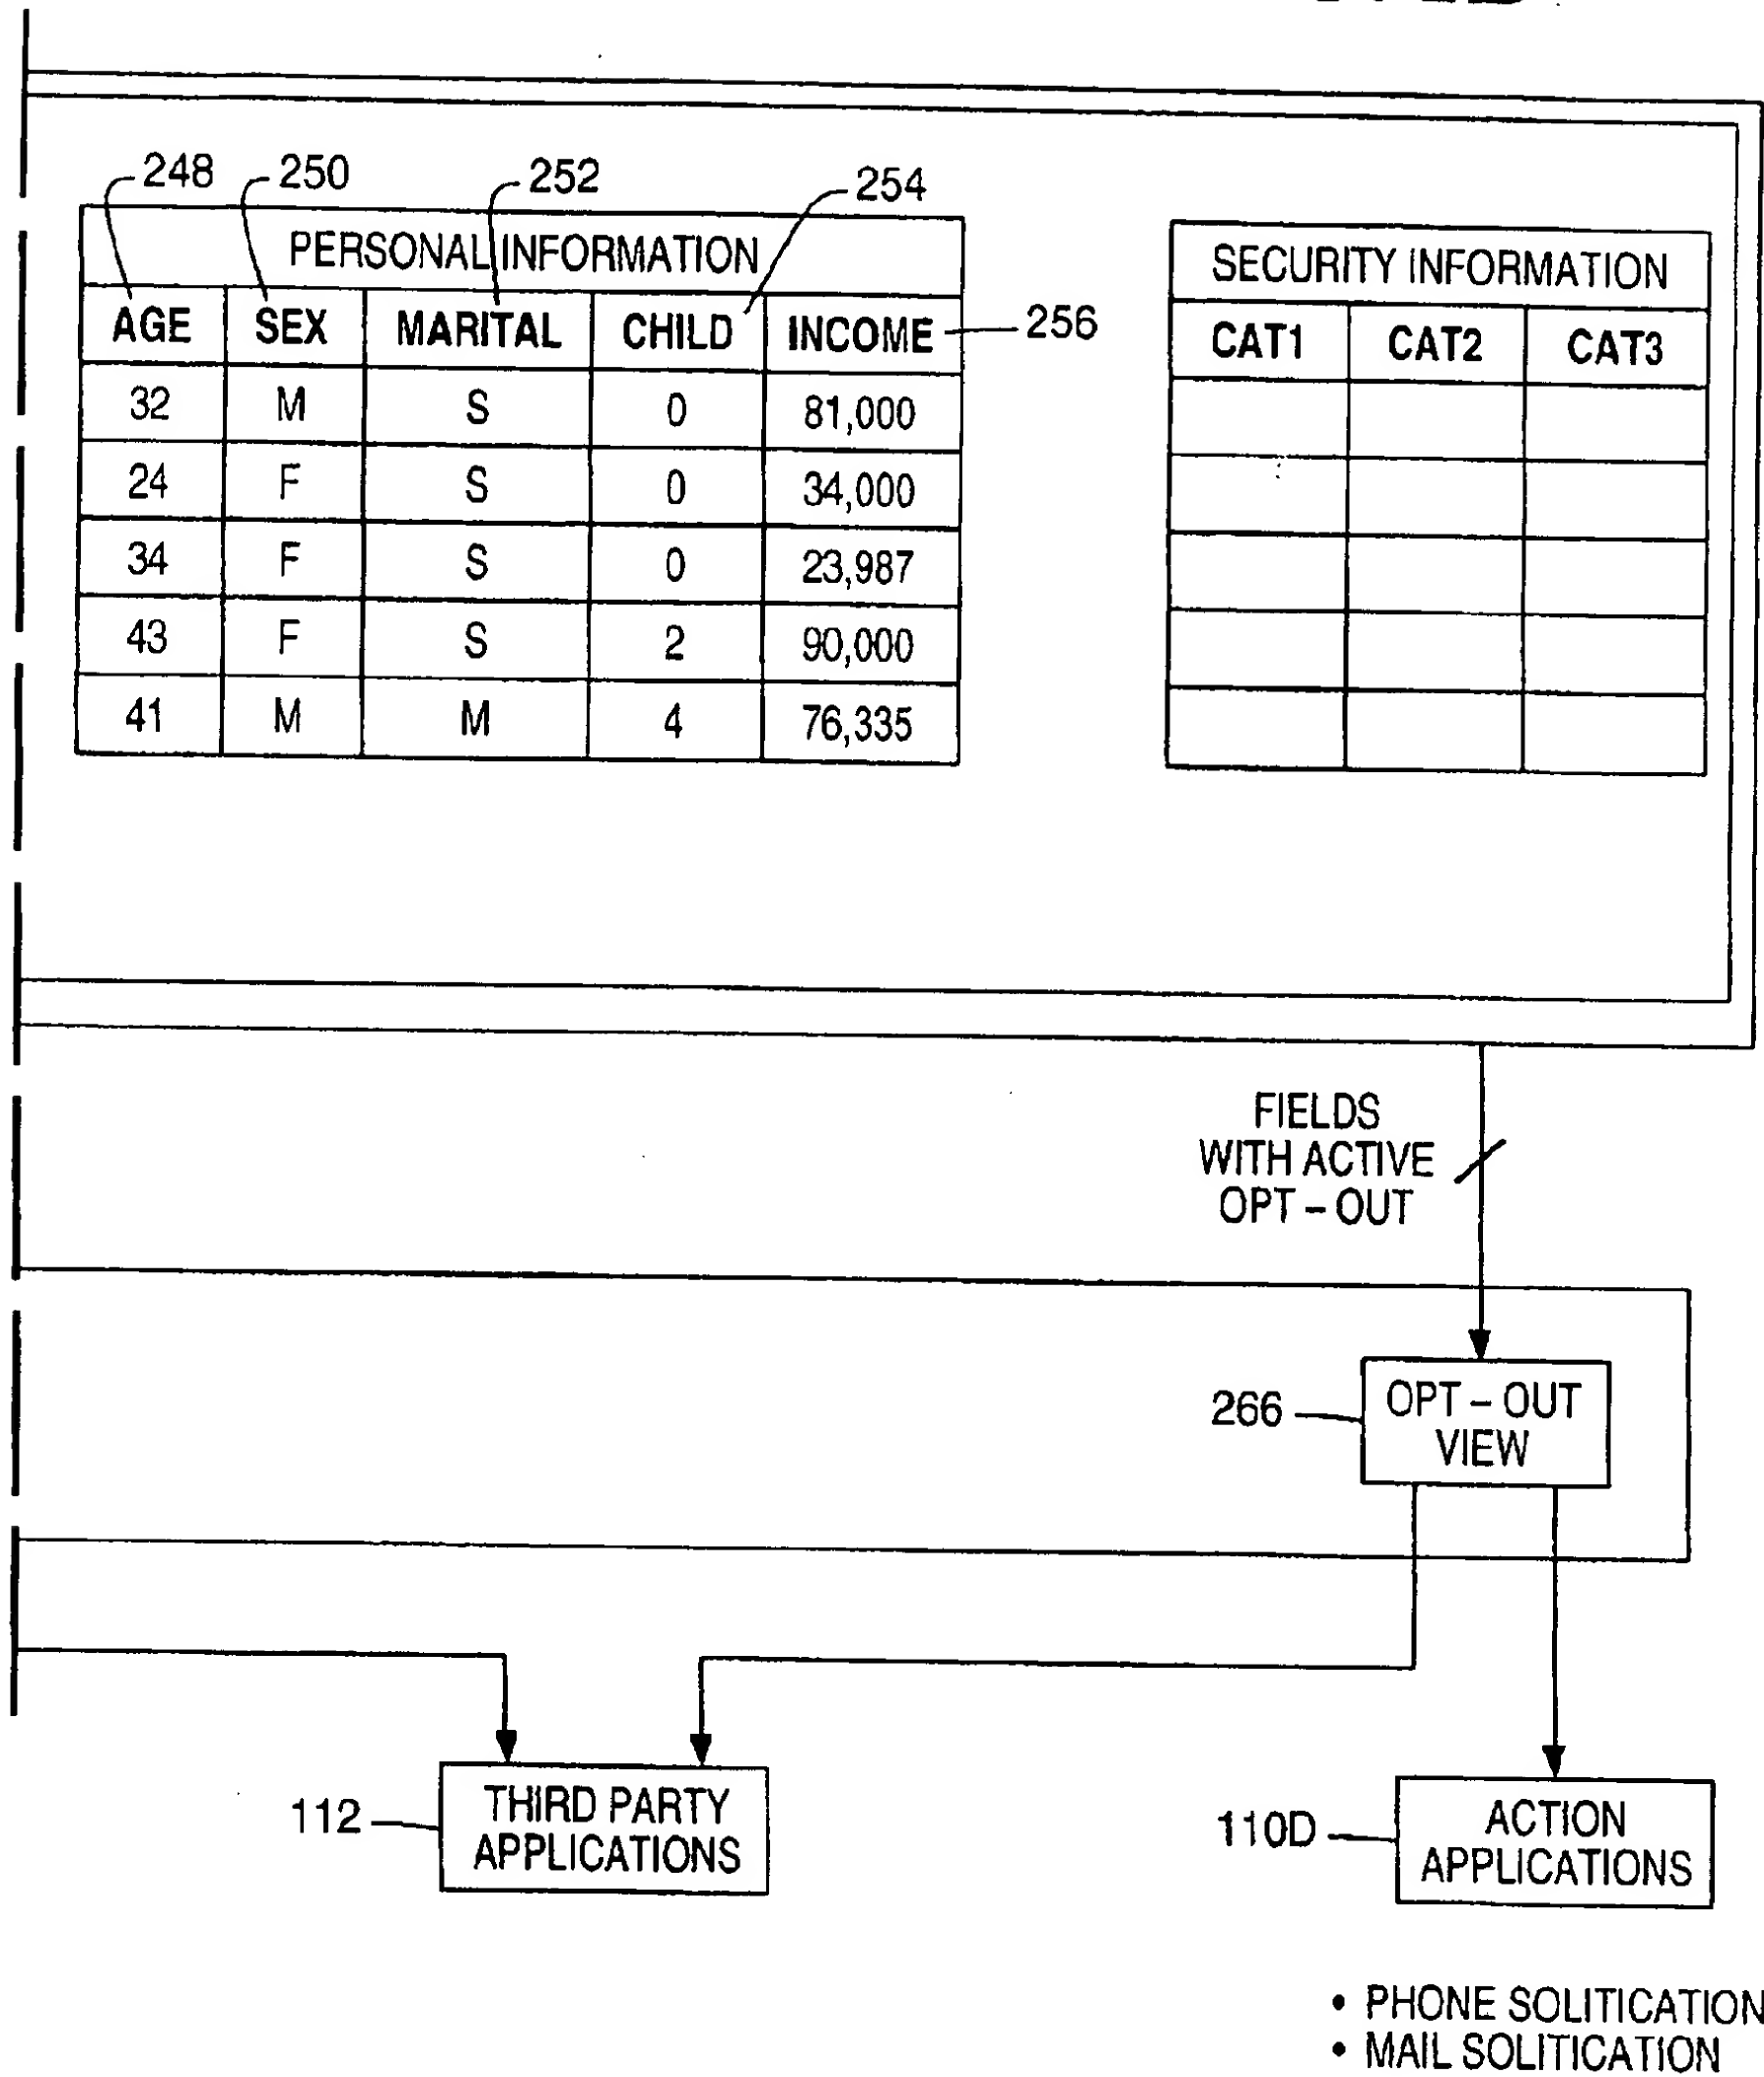 248 250 252 254
PERSONAL INFORMATION
AGE SEX MARITAL CHILD INCOME 256
32 M S 0 81,000
24 F S 0 34,000
34 F S 0 23,987
43 F S 2 90,000
41 M M 4 76,335
SECURITY INFORMATION
CAT1 CAT2 CAT3
FIELDS
WITH ACTIVE
OPT – OUT
266
OPT – OUT
VIEW
112
THIRD PARTY
APPLICATIONS
110D
ACTION
APPLICATIONS
• PHONE SOLITICATION
• MAIL SOLITICATION